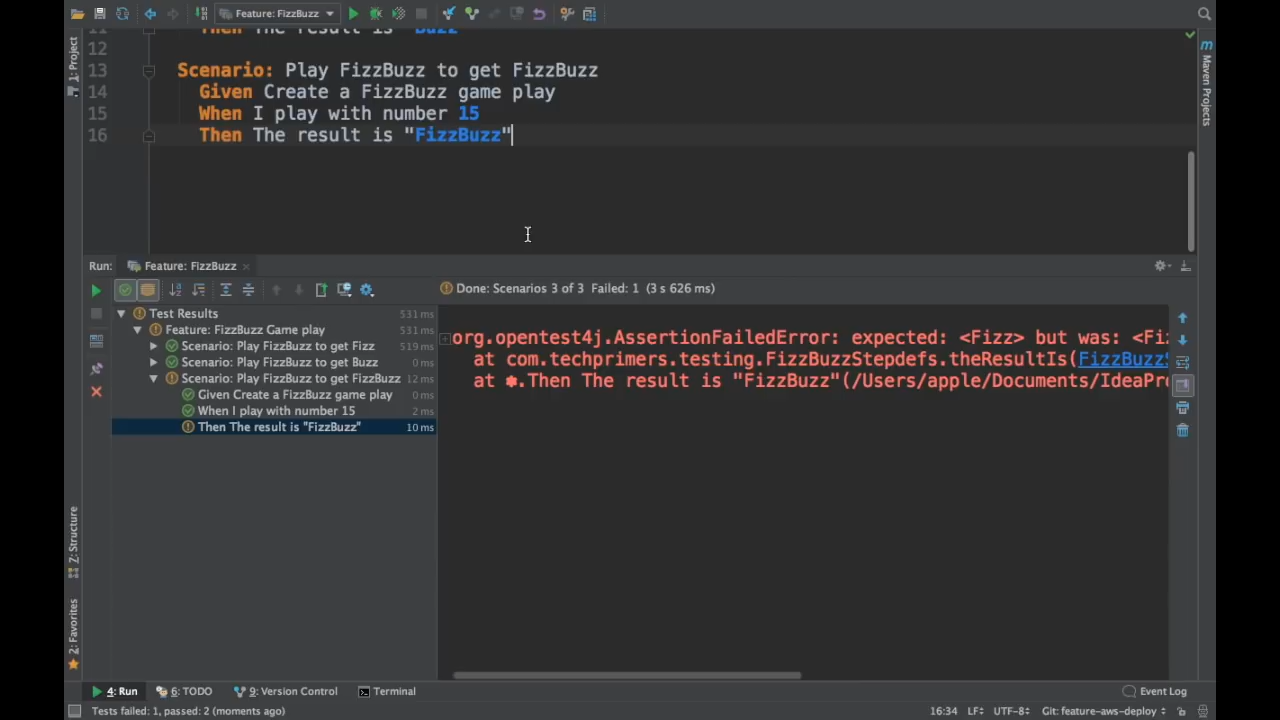 Feature: FizzBuzz
11 Then The result is "Buzz"
12
13 Scenario: Play FizzBuzz to get FizzBuzz
14 Given Create a FizzBuzz game play
15 When I play with number 15
16 Then The result is "FizzBuzz"
1: Project
Maven Projects
Run: Feature: FizzBuzz
Done: Scenarios 3 of 3 Failed: 1 (3 s 626 ms)
Test Results 531 ms
Feature: FizzBuzz Game play 531 ms
Scenario: Play FizzBuzz to get Fizz 519 ms
Scenario: Play FizzBuzz to get Buzz 0 ms
Scenario: Play FizzBuzz to get FizzBuzz 12 ms
Given Create a FizzBuzz game play 0 ms
When I play with number 15 2 ms
Then The result is "FizzBuzz" 10 ms
org.opentest4j.AssertionFailedError: expected: <Fizz> but was: <Fi
at com.techprimers.testing.FizzBuzzStepdefs.theResultIs(FizzBuzz
at ✽.Then The result is "FizzBuzz"(/Users/apple/Documents/IdeaPr
Z: Structure
2: Favorites
4: Run 6: TODO 9: Version Control Terminal Event Log
Tests failed: 1, passed: 2 (moments ago) 16:34 LF UTF-8 Git: feature-aws-deploy